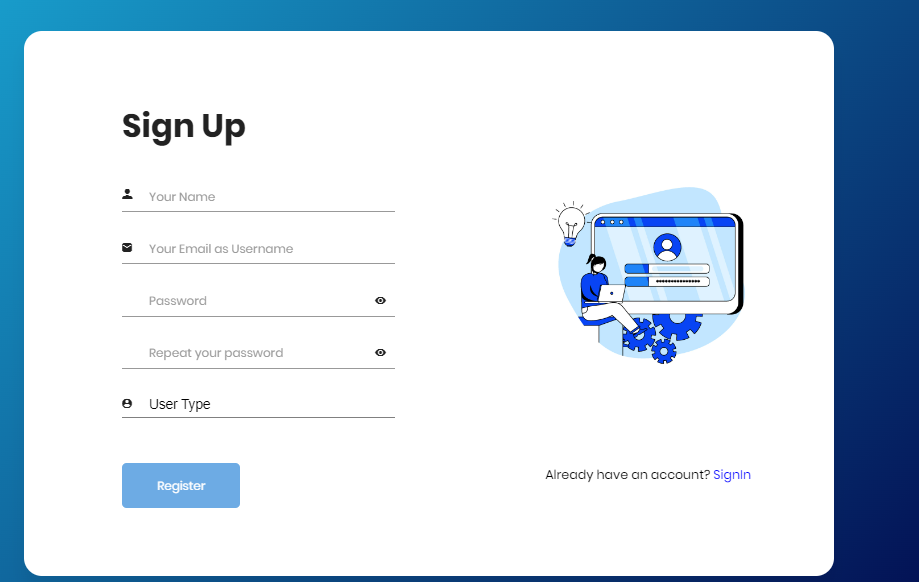 Sign Up
Your Name
Your Email as Username
Password
Repeat your password
User Type
Register
Already have an account? SignIn